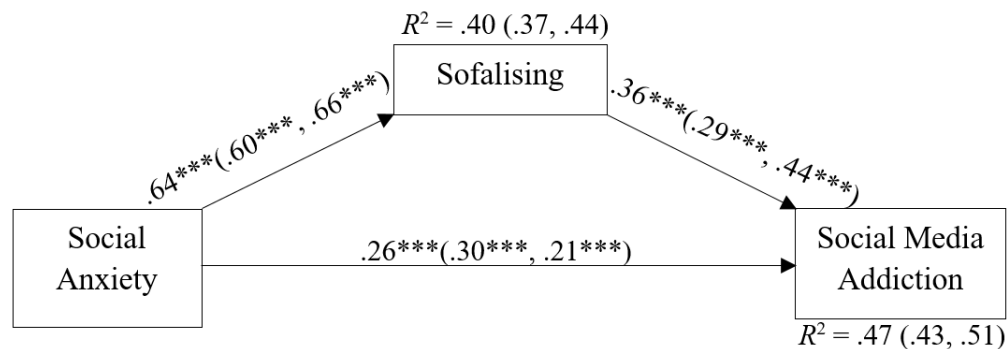 R² = .40 (.37, .44)
Sofalising
.64***(.60***, .66***)
.36***(.29***, .44***)
Social
Anxiety
.26***(.30***, .21***)
Social Media
Addiction
R² = .47 (.43, .51)